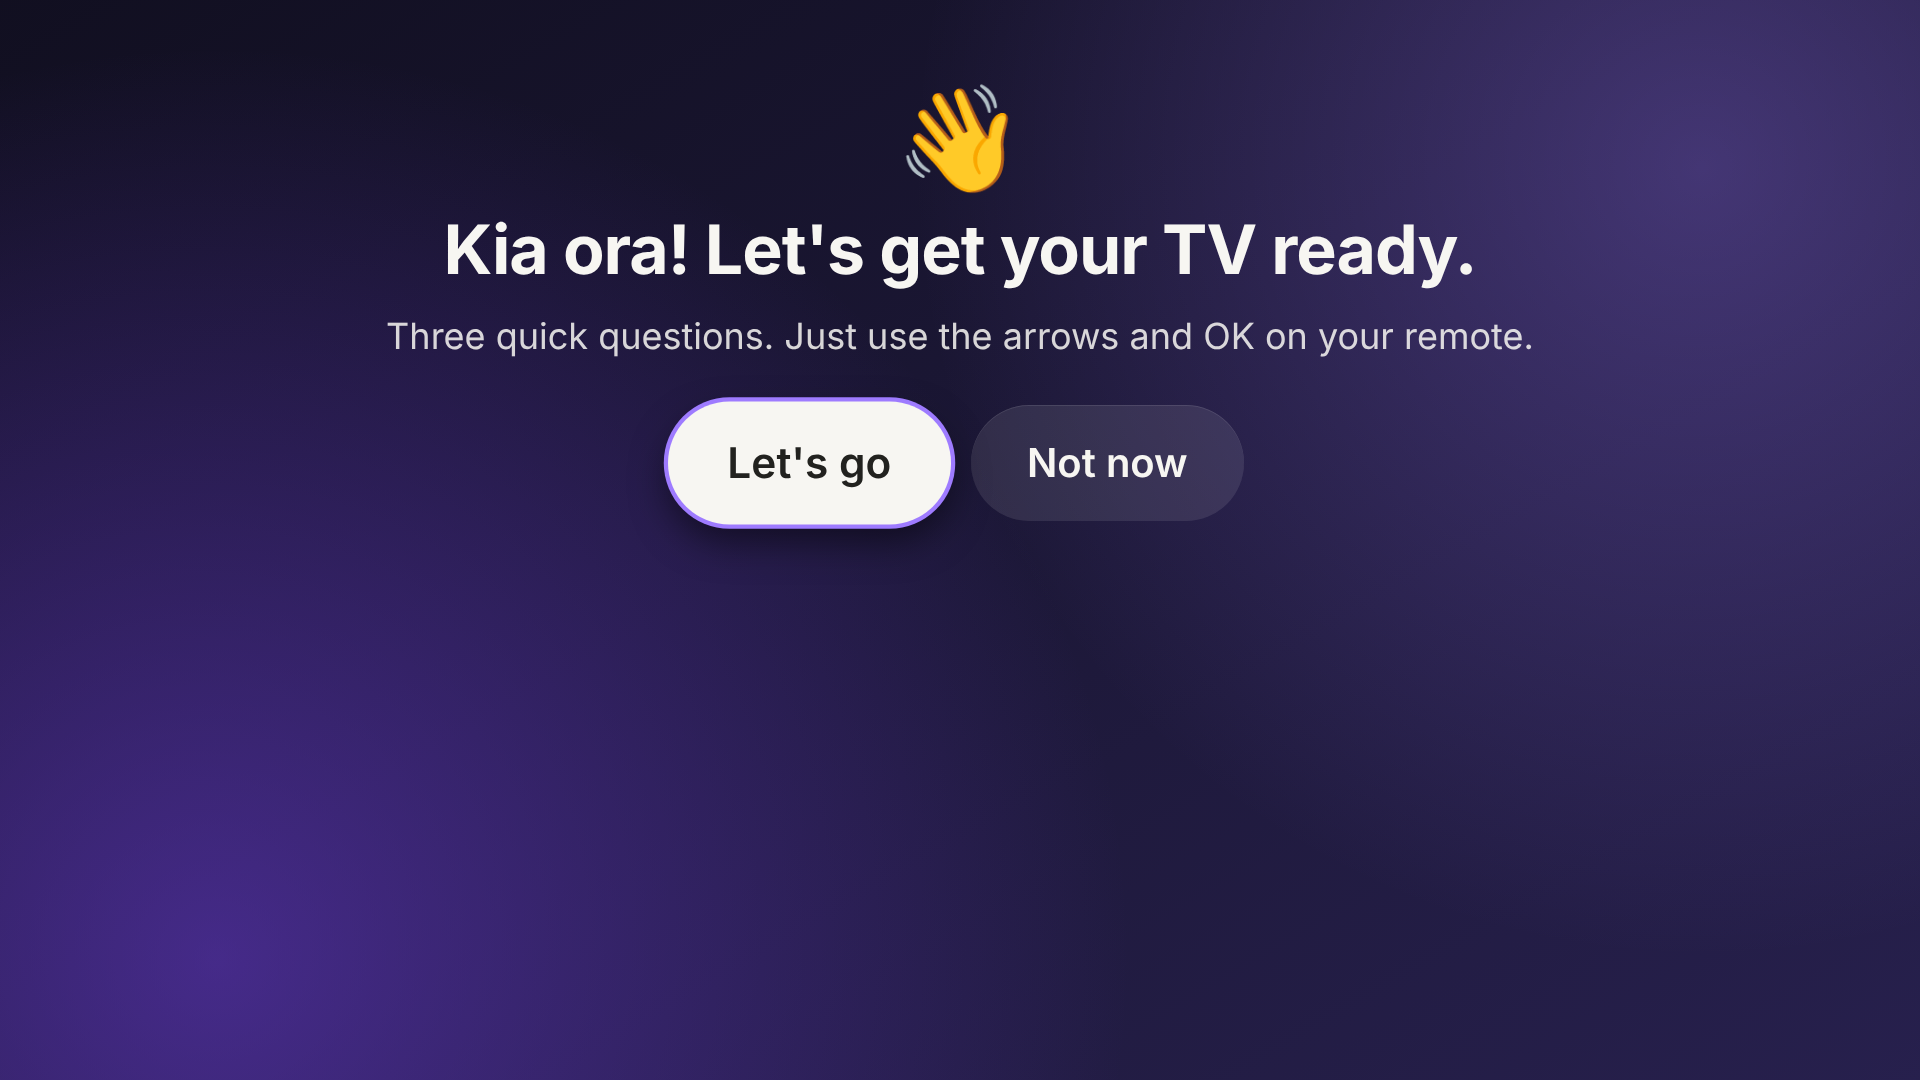 Kia ora! Let's get your TV ready.
Three quick questions. Just use the arrows and OK on your remote.
Let's go
Not now